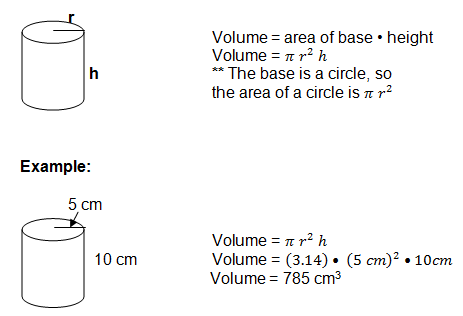 r
h
Volume = area of base • height
Volume = π r² h
** The base is a circle, so
the area of a circle is π r²
Example:
5 cm
10 cm
Volume = π r² h
Volume = (3.14) • (5 cm)² • 10cm
Volume = 785 cm³